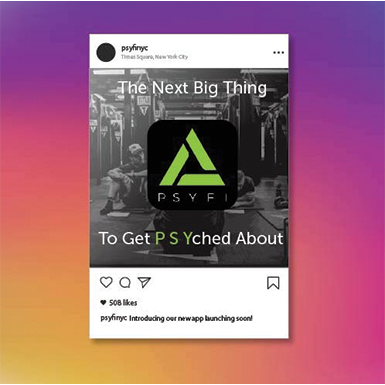 psyfinyc
Times Square, New York City
The Next Big Thing
PSYFI
To Get PSYched About
508 likes
psyfinyc Introducing our new app launching soon!